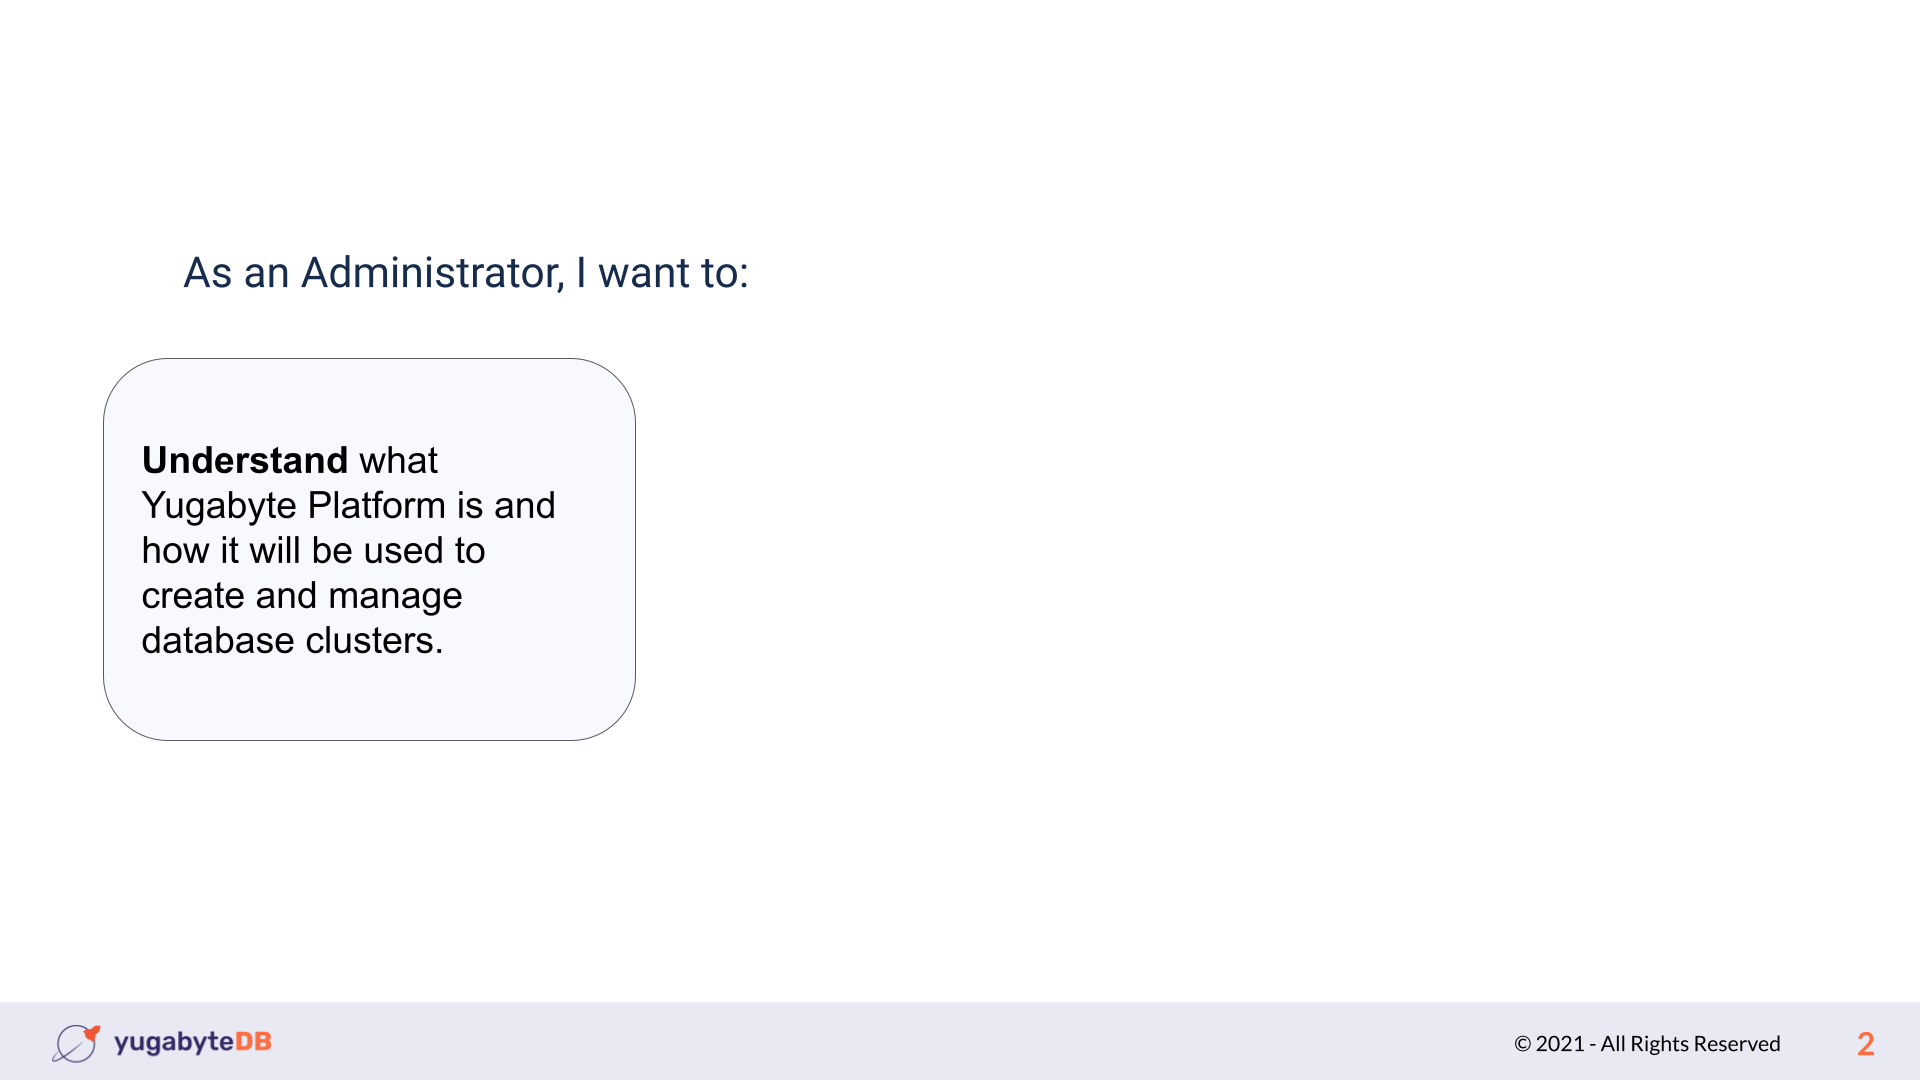 As an Administrator, I want to:
Understand what
Yugabyte Platform is and
how it will be used to
create and manage
database clusters.
yugabyteDB
© 2021 - All Rights Reserved
2